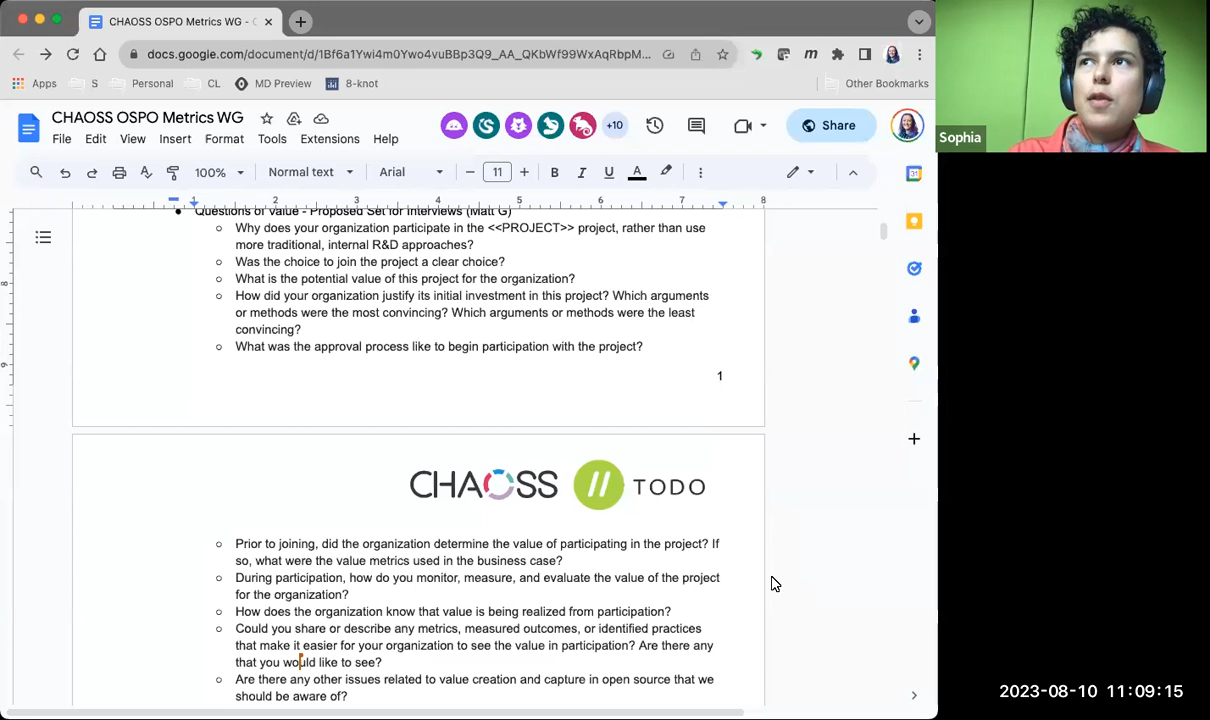 CHAOSS OSPO Metrics WG - C
docs.google.com/document/d/1Bf6a1Ywi4m0Ywo4vuBBp3Q9_AA_QKbWf99WxAqRbpM...
Apps
S
Personal
CL
MD Preview
8-knot
Other Bookmarks
CHAOSS OSPO Metrics WG
File Edit View Insert Format Tools Extensions Help
+10
Share
Sophia
100%
Normal text
Arial
11
B I U A
1 2 3 4 5 6 7 8
Questions of Value - Proposed Set for Interviews (Matt G)
Why does your organization participate in the <<PROJECT>> project, rather than use
more traditional, internal R&D approaches?
Was the choice to join the project a clear choice?
What is the potential value of this project for the organization?
How did your organization justify its initial investment in this project? Which arguments
or methods were the most convincing? Which arguments or methods were the least
convincing?
What was the approval process like to begin participation with the project?
1
CHAOSS // TODO
Prior to joining, did the organization determine the value of participating in the project? If
so, what were the value metrics used in the business case?
During participation, how do you monitor, measure, and evaluate the value of the project
for the organization?
How does the organization know that value is being realized from participation?
Could you share or describe any metrics, measured outcomes, or identified practices
that make it easier for your organization to see the value in participation? Are there any
that you would like to see?
Are there any other issues related to value creation and capture in open source that we
should be aware of?
8
9
2023-08-10 11:09:15